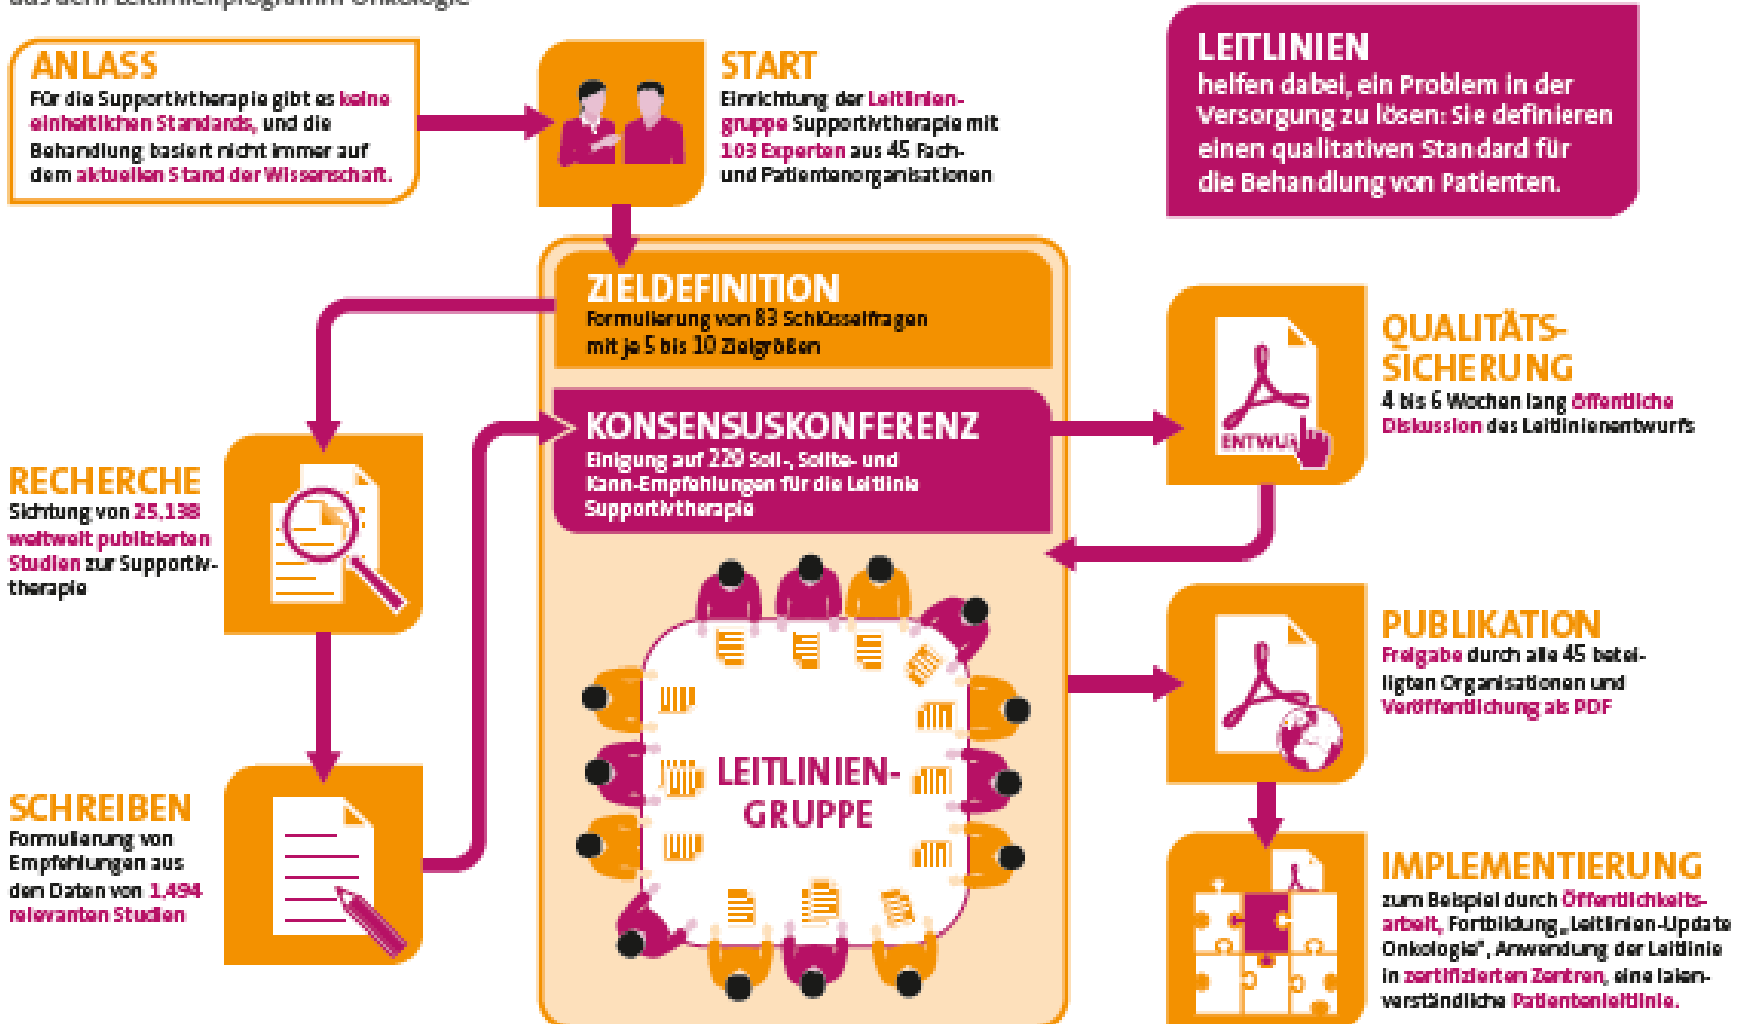 aus dem Leitlinienprogramm Onkologie
ANLASS
Für die Supportivtherapie gibt es keine
einheitlichen Standards, und die
Behandlung basiert nicht immer auf
dem aktuellen Stand der Wissenschaft.
START
Einrichtung der Leitlinien-
gruppe Supportivtherapie mit
103 Experten aus 45 Fach-
und Patientenorganisationen
LEITLINIEN
helfen dabei, ein Problem in der
Versorgung zu lösen: Sie definieren
einen qualitativen Standard für
die Behandlung von Patienten.
ZIELDEFINITION
Formulierung von 83 Schlüsselfragen
mit je 5 bis 10 Zielgrößen
RECHERCHE
Sichtung von 25.138
weltweit publizierten
Studien zur Supportiv-
therapie
SCHREIBEN
Formulierung von
Empfehlungen aus
den Daten von 1.494
relevanten Studien
KONSENSUSKONFERENZ
Einigung auf 229 Soll-, Sollte- und
Kann-Empfehlungen für die Leitlinie
Supportivtherapie
LEITLINIEN-
GRUPPE
ENTWU
QUALITÄTS-
SICHERUNG
4 bis 6 Wochen lang öffentliche
Diskussion des Leitlinienentwurfs
PUBLIKATION
Freigabe durch alle 45 betei-
ligten Organisationen und
Veröffentlichung als PDF
IMPLEMENTIERUNG
zum Beispiel durch Öffentlichkeits-
arbeit, Fortbildung „Leitlinien-Update
Onkologie", Anwendung der Leitlinie
in zertifizierten Zentren, eine laien-
verständliche Patientenleitlinie.